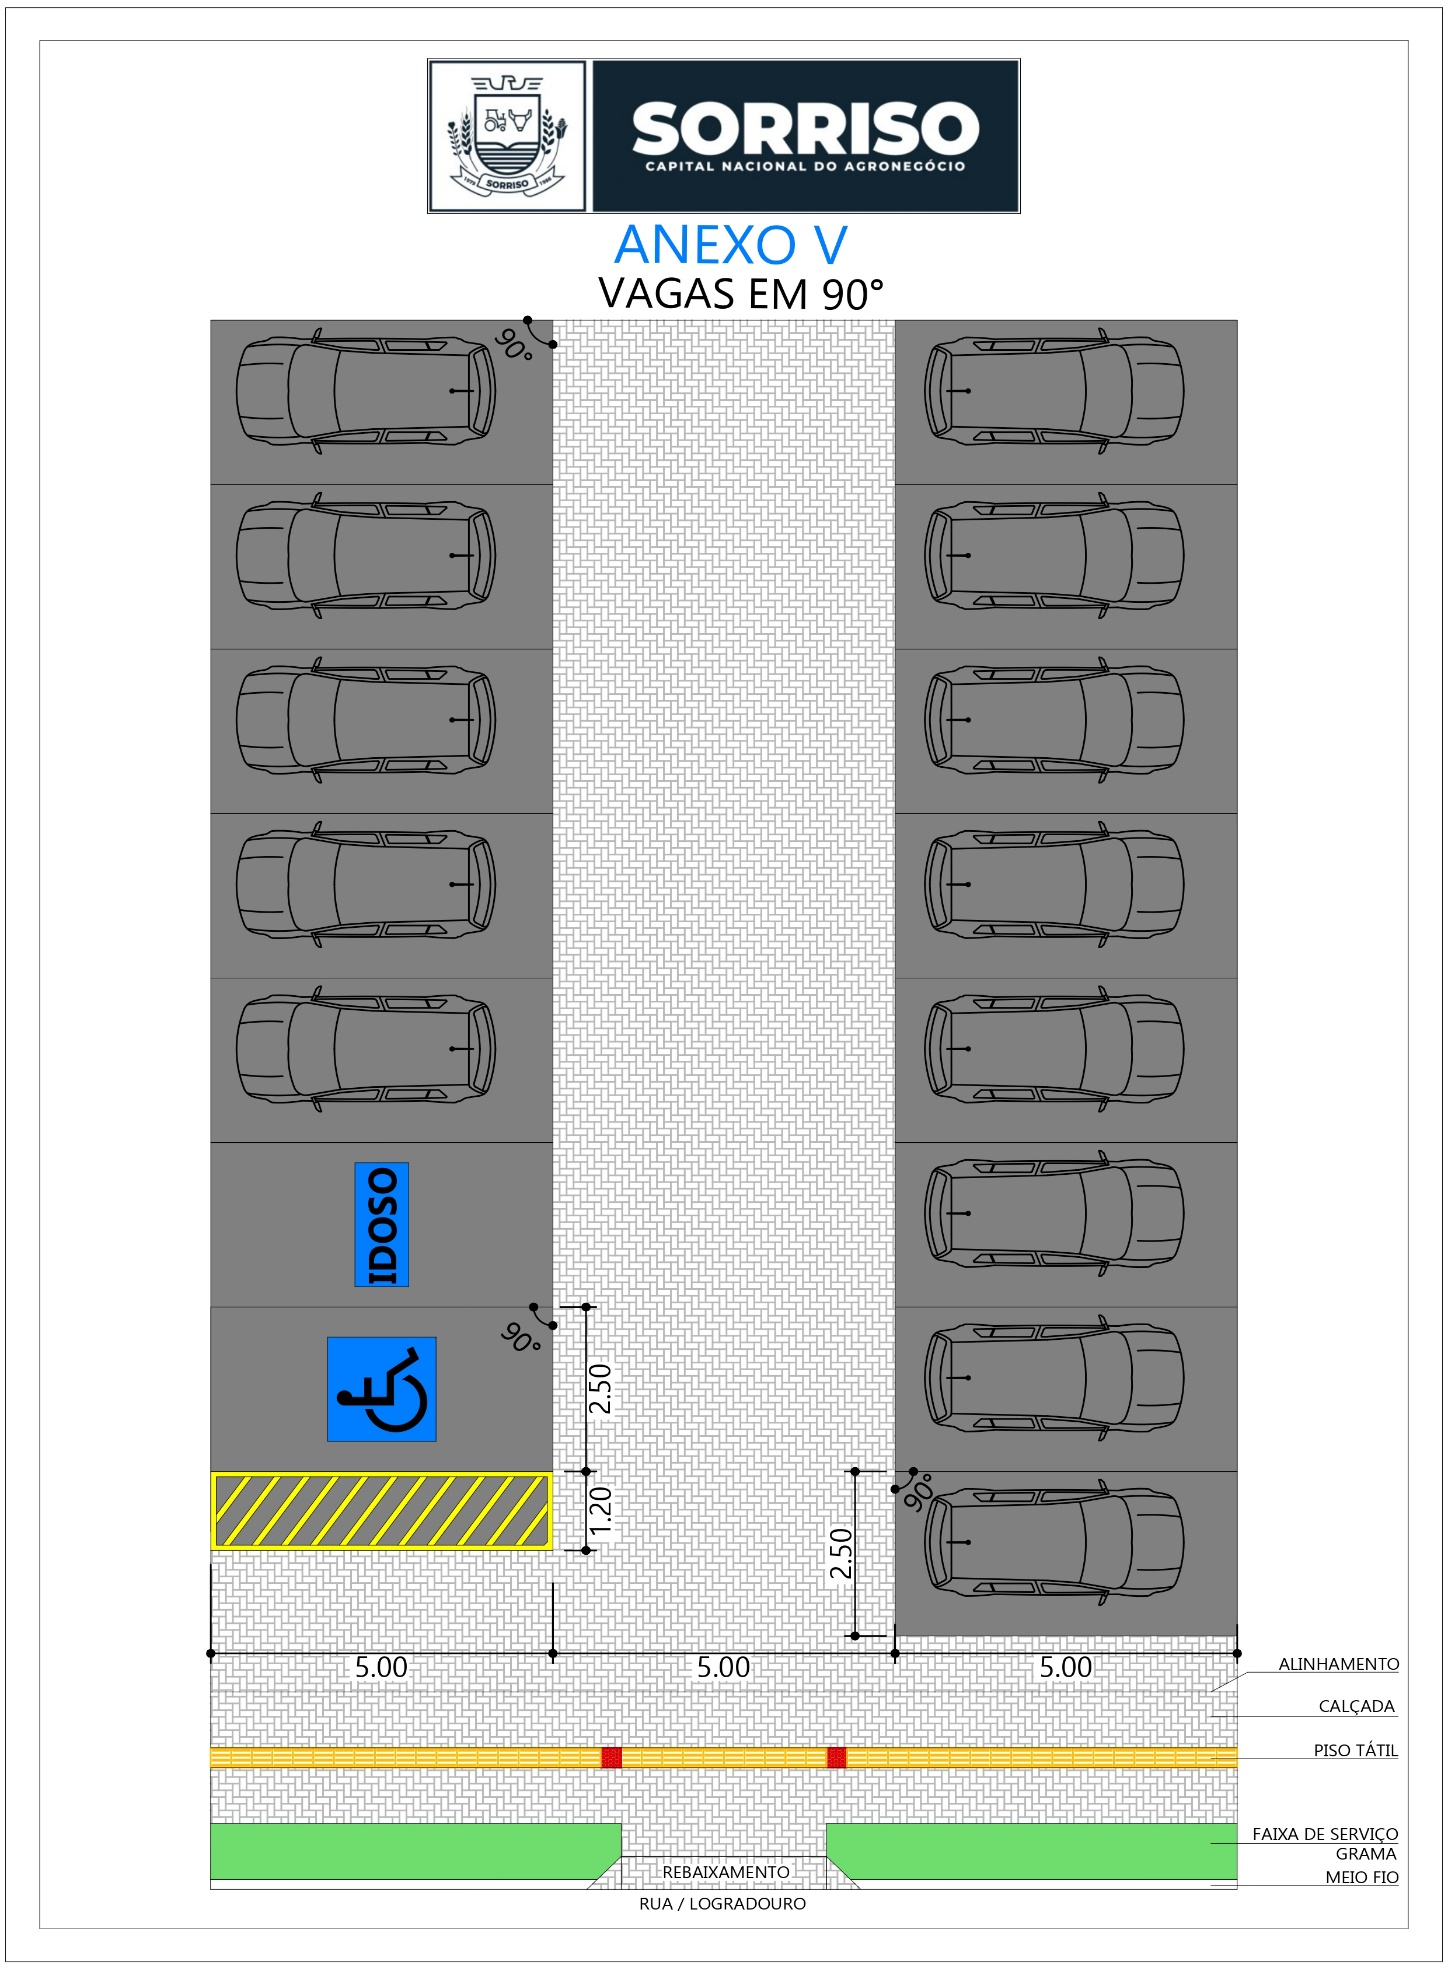 1979 SORRISO 1986
SORRISO
CAPITAL NACIONAL DO AGRONEGÓCIO
ANEXO V
VAGAS EM 90°
90°
IDOSO
90°
2.50
1.20
90°
2.50
5.00 5.00 5.00
ALINHAMENTO
CALÇADA
PISO TÁTIL
FAIXA DE SERVIÇO
GRAMA
REBAIXAMENTO
MEIO FIO
RUA / LOGRADOURO